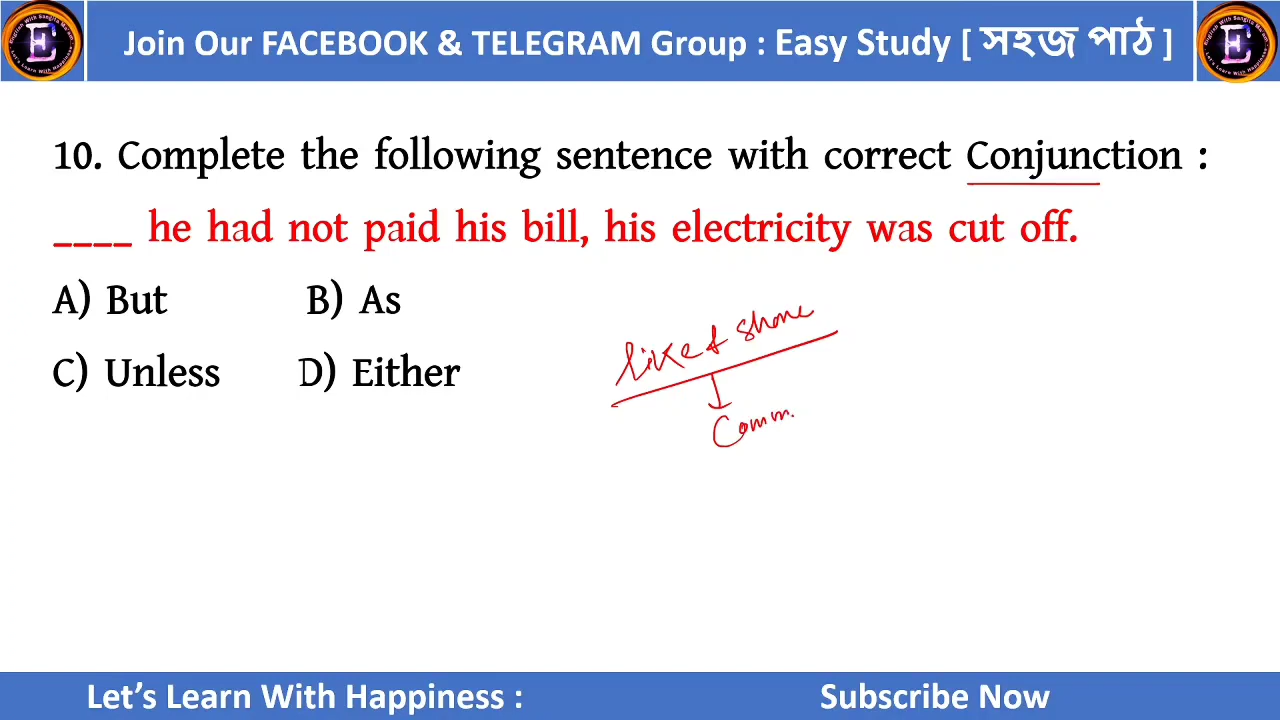 Join Our FACEBOOK & TELEGRAM Group : Easy Study [ সহজ পাঠ ]
10. Complete the following sentence with correct Conjunction :
____ he had not paid his bill, his electricity was cut off.
A) But B) As
C) Unless D) Either
like & share
Comm.
Let's Learn With Happiness : Subscribe Now